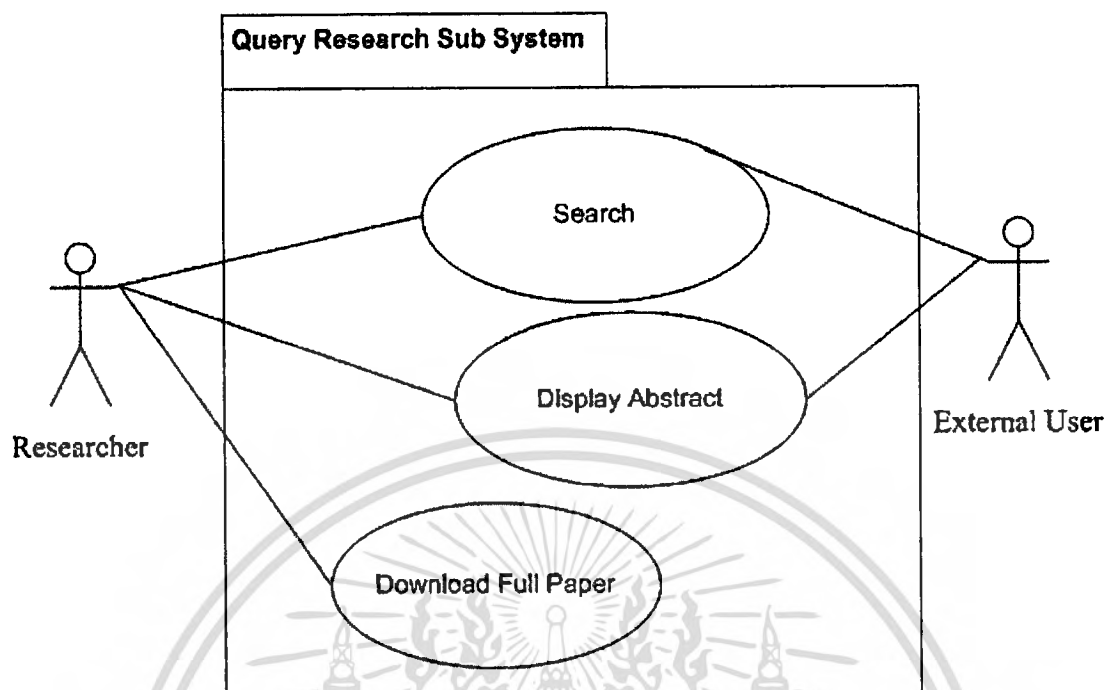 Query Research Sub System
Search
Display Abstract
Researcher
External User
Download Full Paper